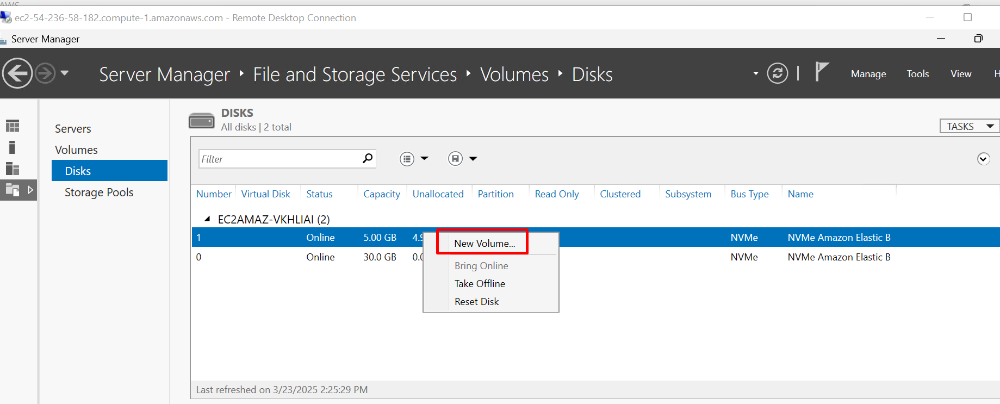 ec2-54-236-58-182.compute-1.amazonaws.com - Remote Desktop Connection
Server Manager
Server Manager File and Storage Services Volumes Disks Manage Tools View
Servers
Volumes
Disks
Storage Pools
DISKS
All disks | 2 total
TASKS
Filter
Number Virtual Disk Status Capacity Unallocated Partition Read Only Clustered Subsystem Bus Type Name
EC2AMAZ-VKHLIAI (2)
1 Online 5.00 GB 4.9 NVMe NVMe Amazon Elastic B
0 Online 30.0 GB 0.0 NVMe NVMe Amazon Elastic B
New Volume...
Bring Online
Take Offline
Reset Disk
Last refreshed on 3/23/2025 2:25:29 PM